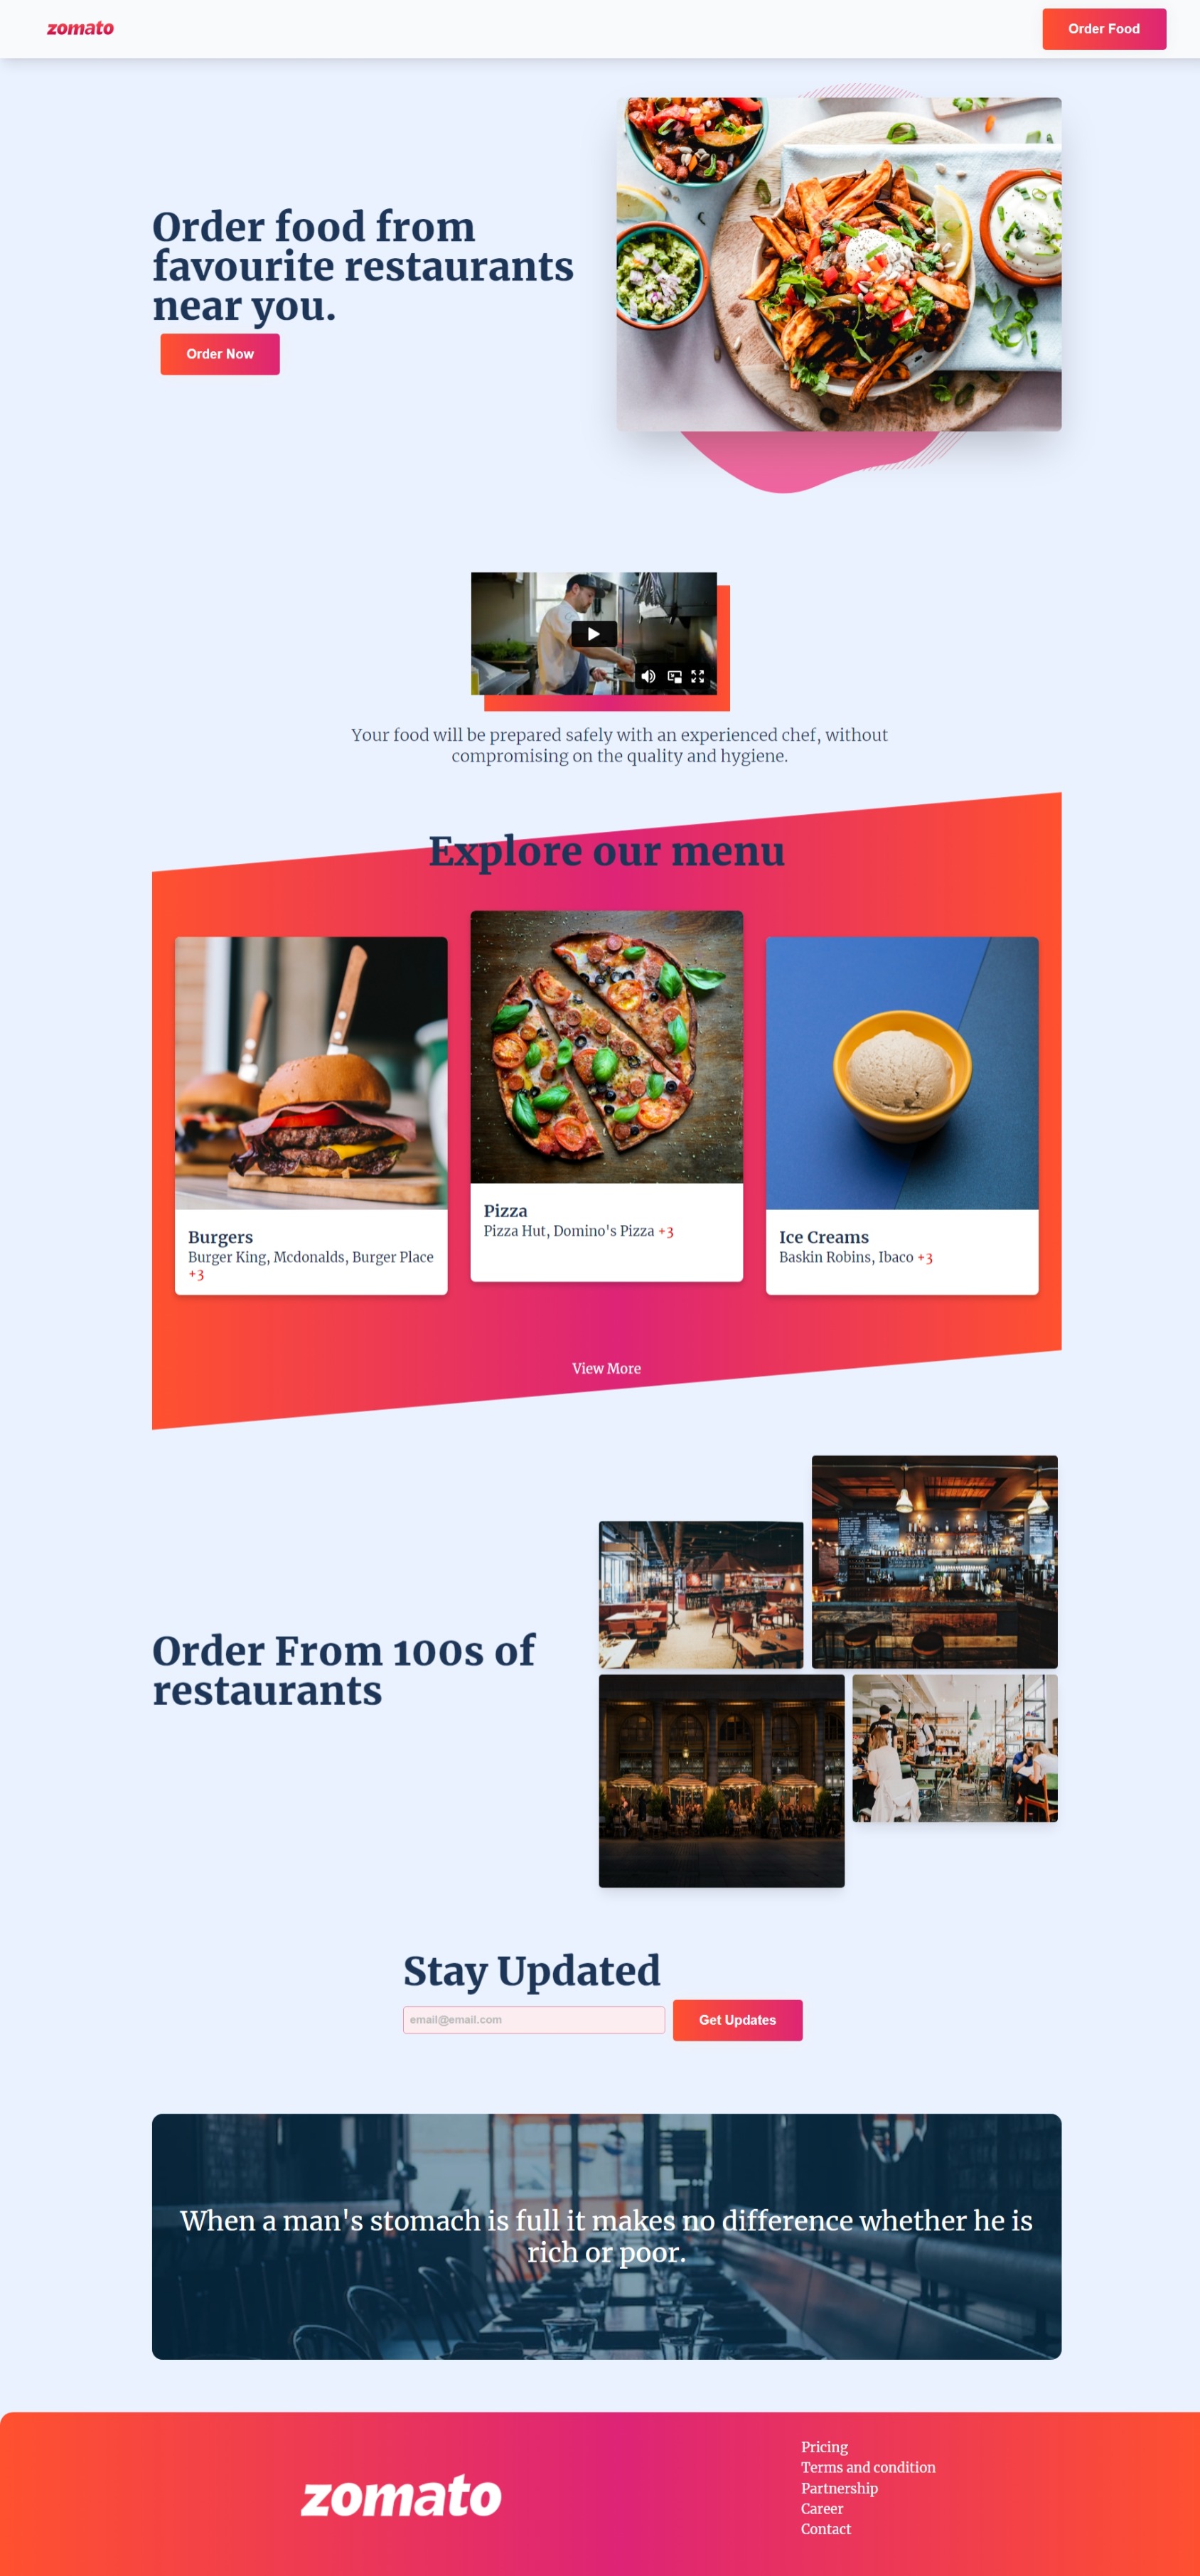 zomato
Order Food
Order food from
favourite restaurants
near you.
Order Now
Your food will be prepared safely with an experienced chef, without
compromising on the quality and hygiene.
Explore our menu
Burgers
Burger King, Mcdonalds, Burger Place
+3
Pizza
Pizza Hut, Domino's Pizza +3
Ice Creams
Baskin Robins, Ibaco +3
View More
Order From 100s of
restaurants
Stay Updated
email@email.com
Get Updates
When a man's stomach is full it makes no difference whether he is
rich or poor.
zomato
Pricing
Terms and condition
Partnership
Career
Contact